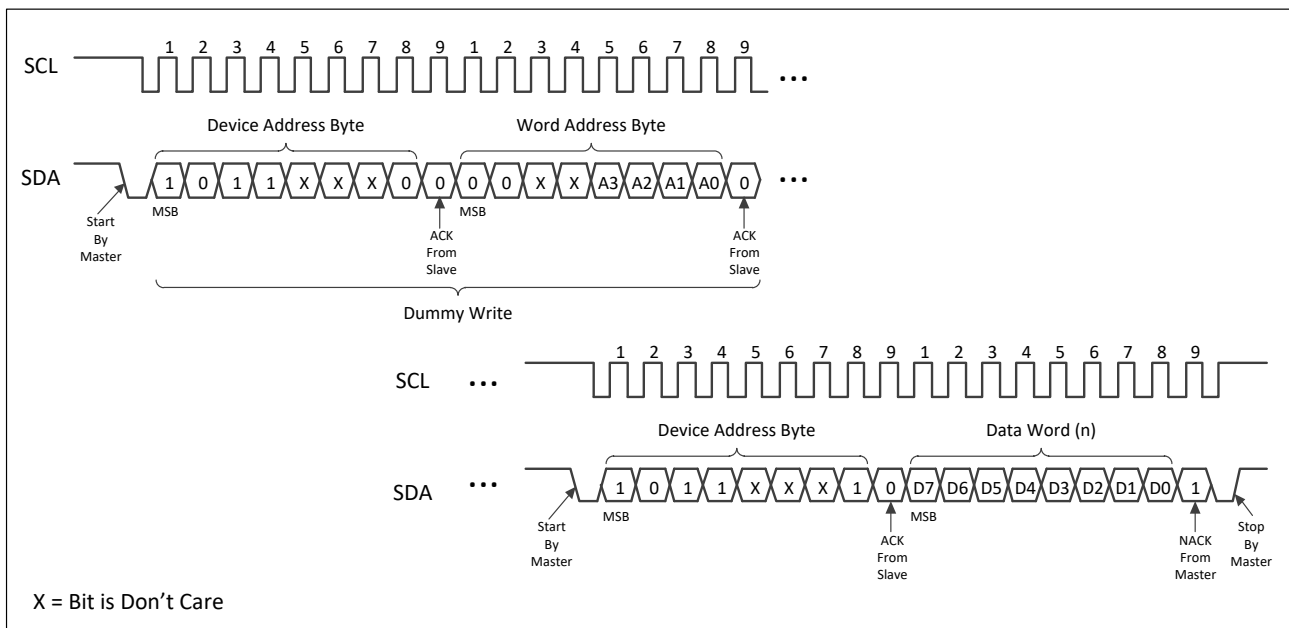 1 2 3 4 5 6 7 8 9 1 2 3 4 5 6 7 8 9
SCL ...
Device Address Byte Word Address Byte
SDA 1 0 1 1 X X X 0 0 0 0 X X A3 A2 A1 A0 0 ...
MSB MSB
Start
By
Master
ACK
From
Slave
ACK
From
Slave
Dummy Write
1 2 3 4 5 6 7 8 9 1 2 3 4 5 6 7 8 9
SCL ...
Device Address Byte Data Word (n)
SDA ... 1 0 1 1 X X X 1 0 D7 D6 D5 D4 D3 D2 D1 D0 1
MSB MSB
Start
By
Master
ACK
From
Slave
NACK
From
Master
Stop
By
Master
X = Bit is Don’t Care